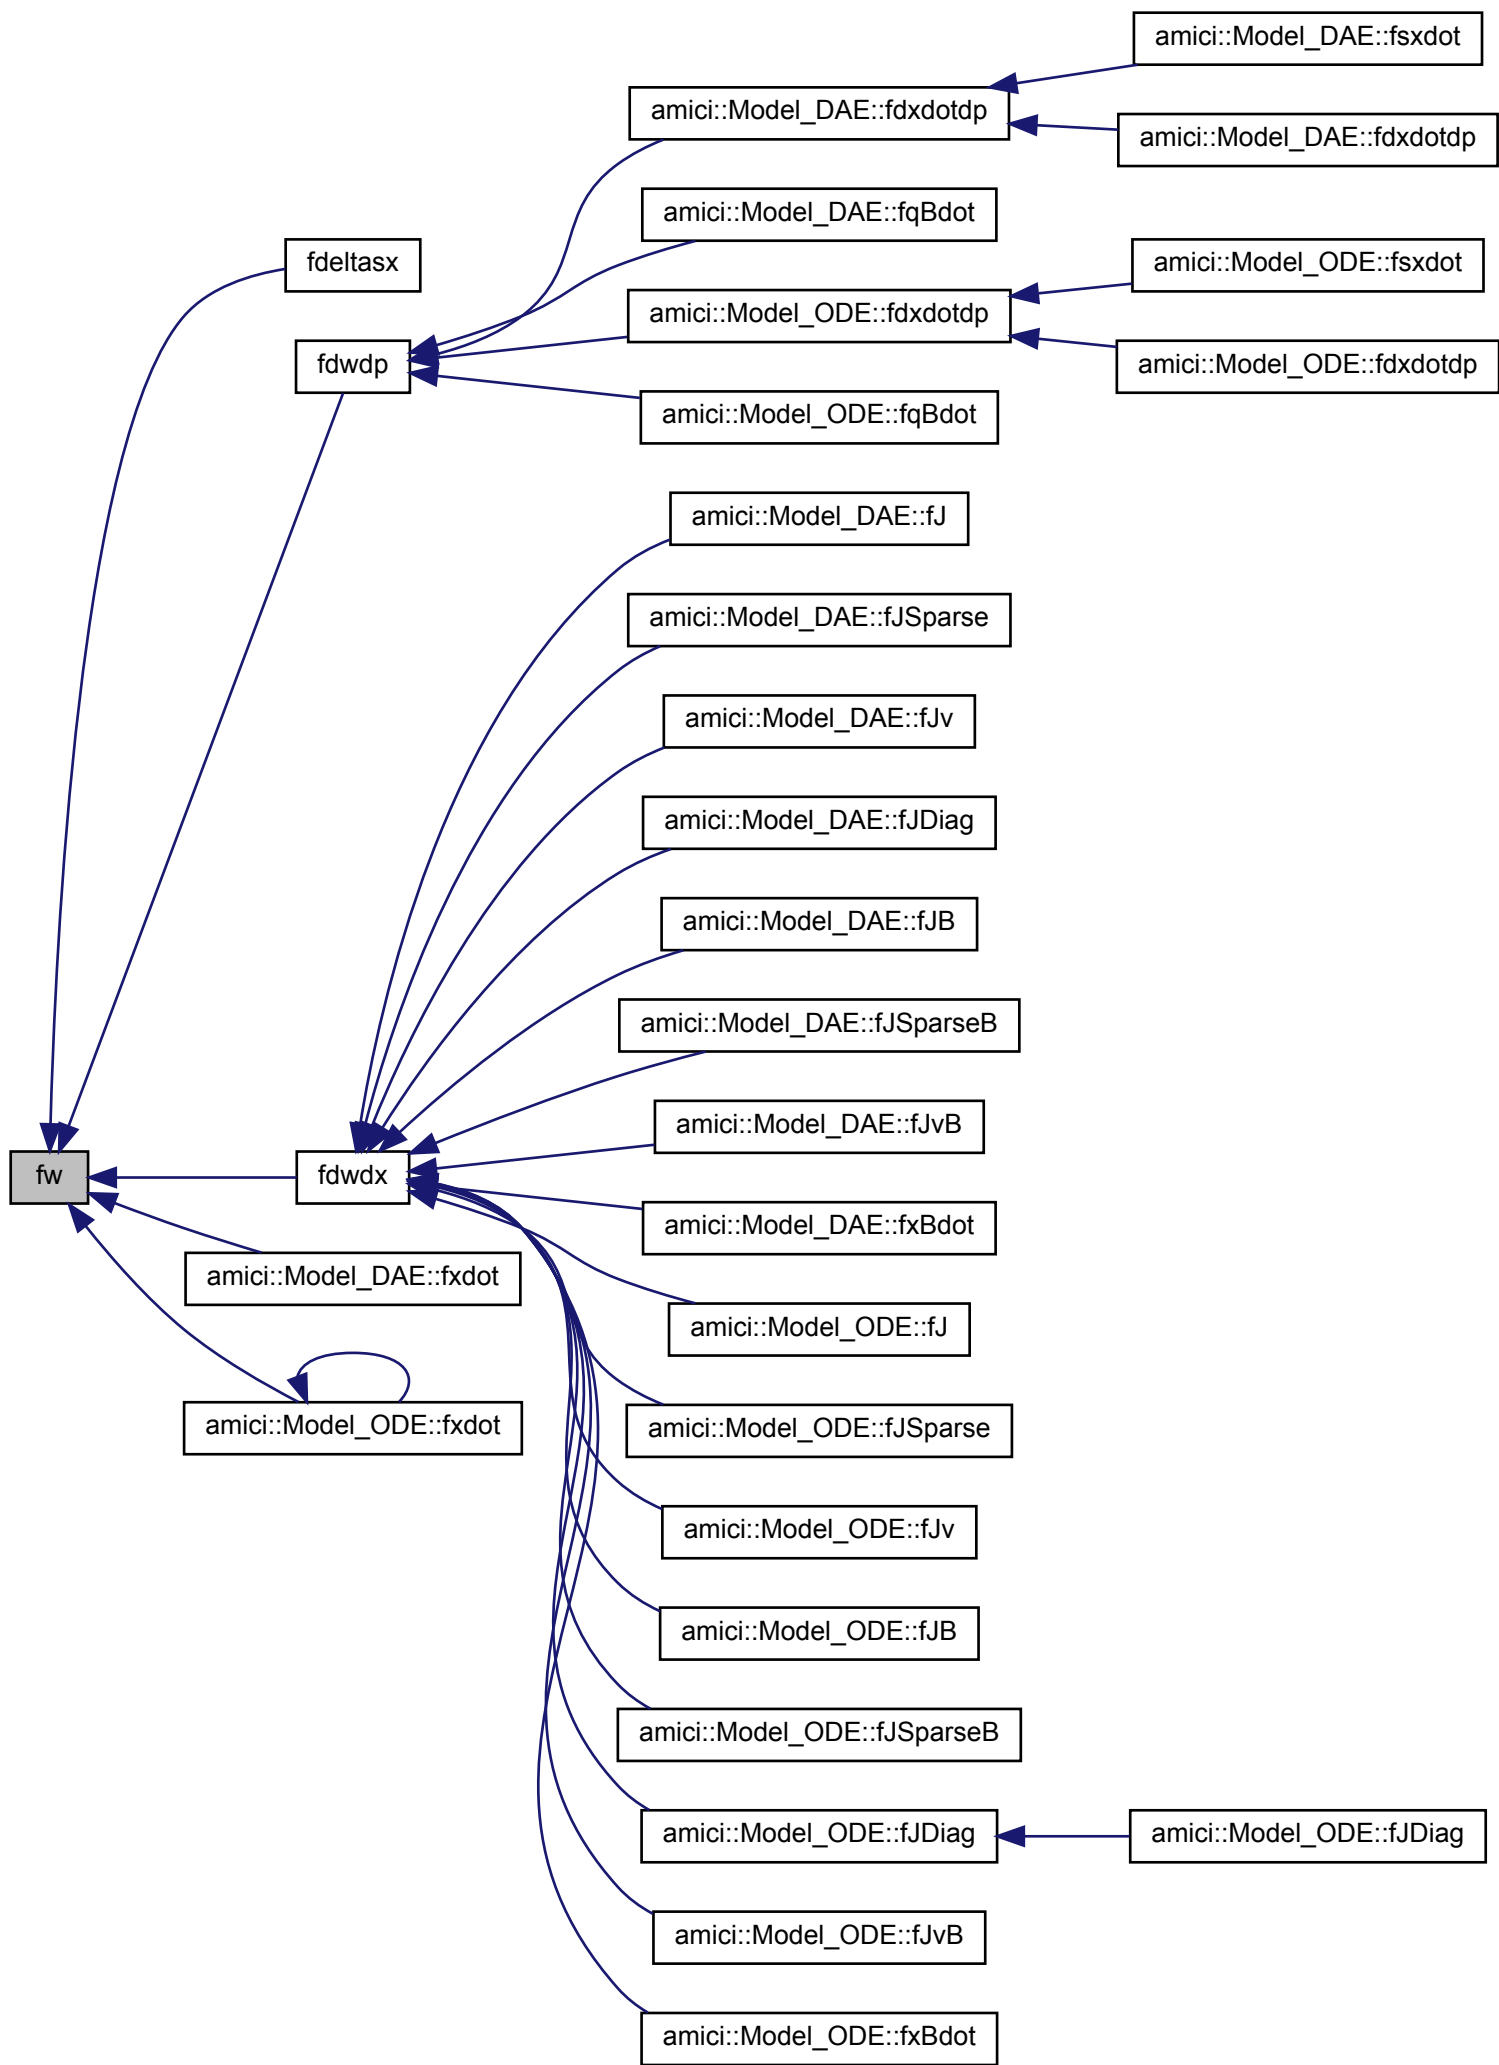 amici::Model_DAE::fsxdot
amici::Model_DAE::fdxdotdp
amici::Model_DAE::fdxdotdp
amici::Model_DAE::fqBdot
fdeltasx
amici::Model_ODE::fsxdot
amici::Model_ODE::fdxdotdp
fdwdp
amici::Model_ODE::fdxdotdp
amici::Model_ODE::fqBdot
amici::Model_DAE::fJ
amici::Model_DAE::fJSparse
amici::Model_DAE::fJv
amici::Model_DAE::fJDiag
amici::Model_DAE::fJB
amici::Model_DAE::fJSparseB
amici::Model_DAE::fJvB
fw
fdwdx
amici::Model_DAE::fxBdot
amici::Model_DAE::fxdot
amici::Model_ODE::fJ
amici::Model_ODE::fxdot
amici::Model_ODE::fJSparse
amici::Model_ODE::fJv
amici::Model_ODE::fJB
amici::Model_ODE::fJSparseB
amici::Model_ODE::fJDiag
amici::Model_ODE::fJDiag
amici::Model_ODE::fJvB
amici::Model_ODE::fxBdot